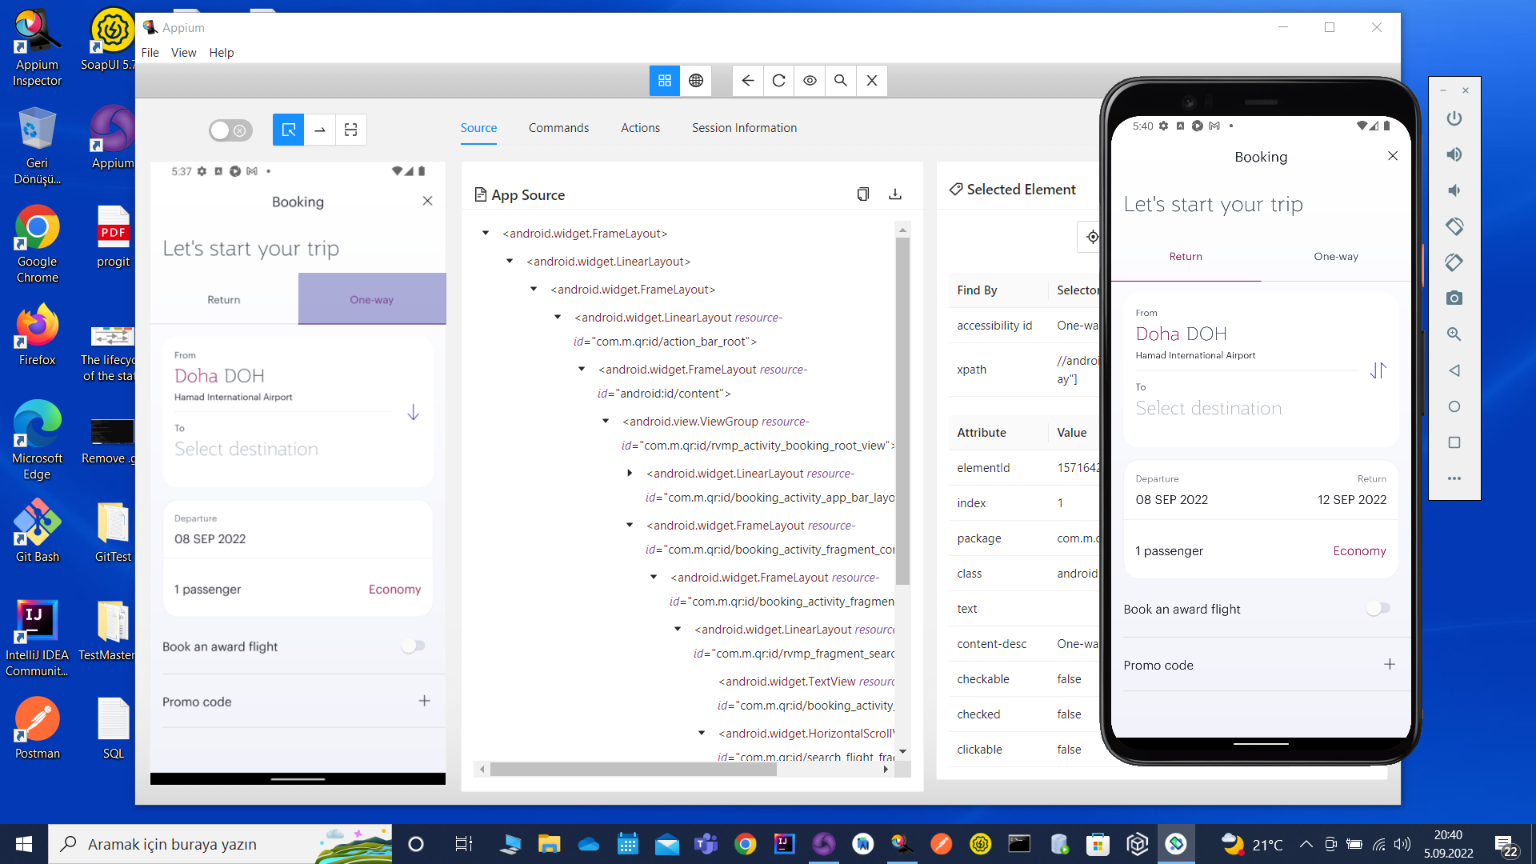 Appium
Inspector
SoapUI 5.7
Geri
Dönüşü...
Appium
Google
Chrome
progit
Firefox
The lifecyc
of the stat
Microsoft
Edge
Remove .g
Git Bash
GitTest
IntelliJ IDEA
Communit...
TestMaster
Postman
SQL
Appium
File View Help
Source Commands Actions Session Information
5:37
Booking
Let's start your trip
Return One-way
From
Doha DOH
Hamad International Airport
To
Select destination
Departure
08 SEP 2022
1 passenger Economy
Book an award flight
Promo code
App Source
<android.widget.FrameLayout>
<android.widget.LinearLayout>
<android.widget.FrameLayout>
<android.widget.LinearLayout resource-
id="com.m.qr:id/action_bar_root">
<android.widget.FrameLayout resource-
id="android:id/content">
<android.view.ViewGroup resource-
id="com.m.qr:id/rvmp_activity_booking_root_view">
<android.widget.LinearLayout resource-
id="com.m.qr:id/booking_activity_app_bar_layo
<android.widget.FrameLayout resource-
id="com.m.qr:id/booking_activity_fragment_con
<android.widget.FrameLayout resource-
id="com.m.qr:id/booking_activity_fragmen
<android.widget.LinearLayout resourc
id="com.m.qr:id/rvmp_fragment_searc
<android.widget.TextView resourc
id="com.m.qr:id/booking_activity_
<android.widget.HorizontalScrollV
id="com.m.qr:id/search_flight_fra
Selected Element
Find By Selector
accessibility id One-wa
xpath //androi
ay"]
Attribute Value
elementId 1571642
index 1
package com.m.q
class android
text
content-desc One-wa
checkable false
checked false
clickable false
5:40
Booking
Let's start your trip
Return One-way
From
Doha DOH
Hamad International Airport
To
Select destination
Departure Return
08 SEP 2022 12 SEP 2022
1 passenger Economy
Book an award flight
Promo code
Aramak için buraya yazın
21°C
20:40
5.09.2022
22